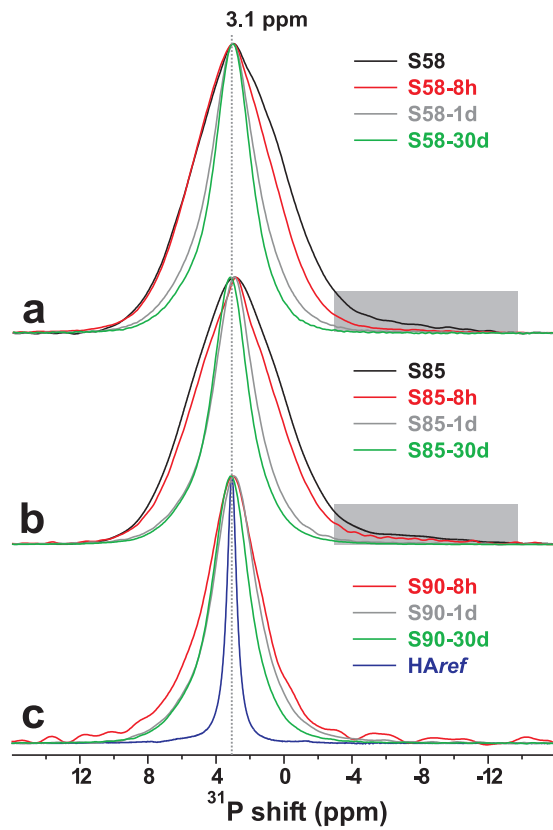 3.1 ppm
S58
S58-8h
S58-1d
S58-30d
a
S85
S85-8h
S85-1d
S85-30d
b
S90-8h
S90-1d
S90-30d
HAref
c
12 8 4 0 -4 -8 -12
³¹P shift (ppm)